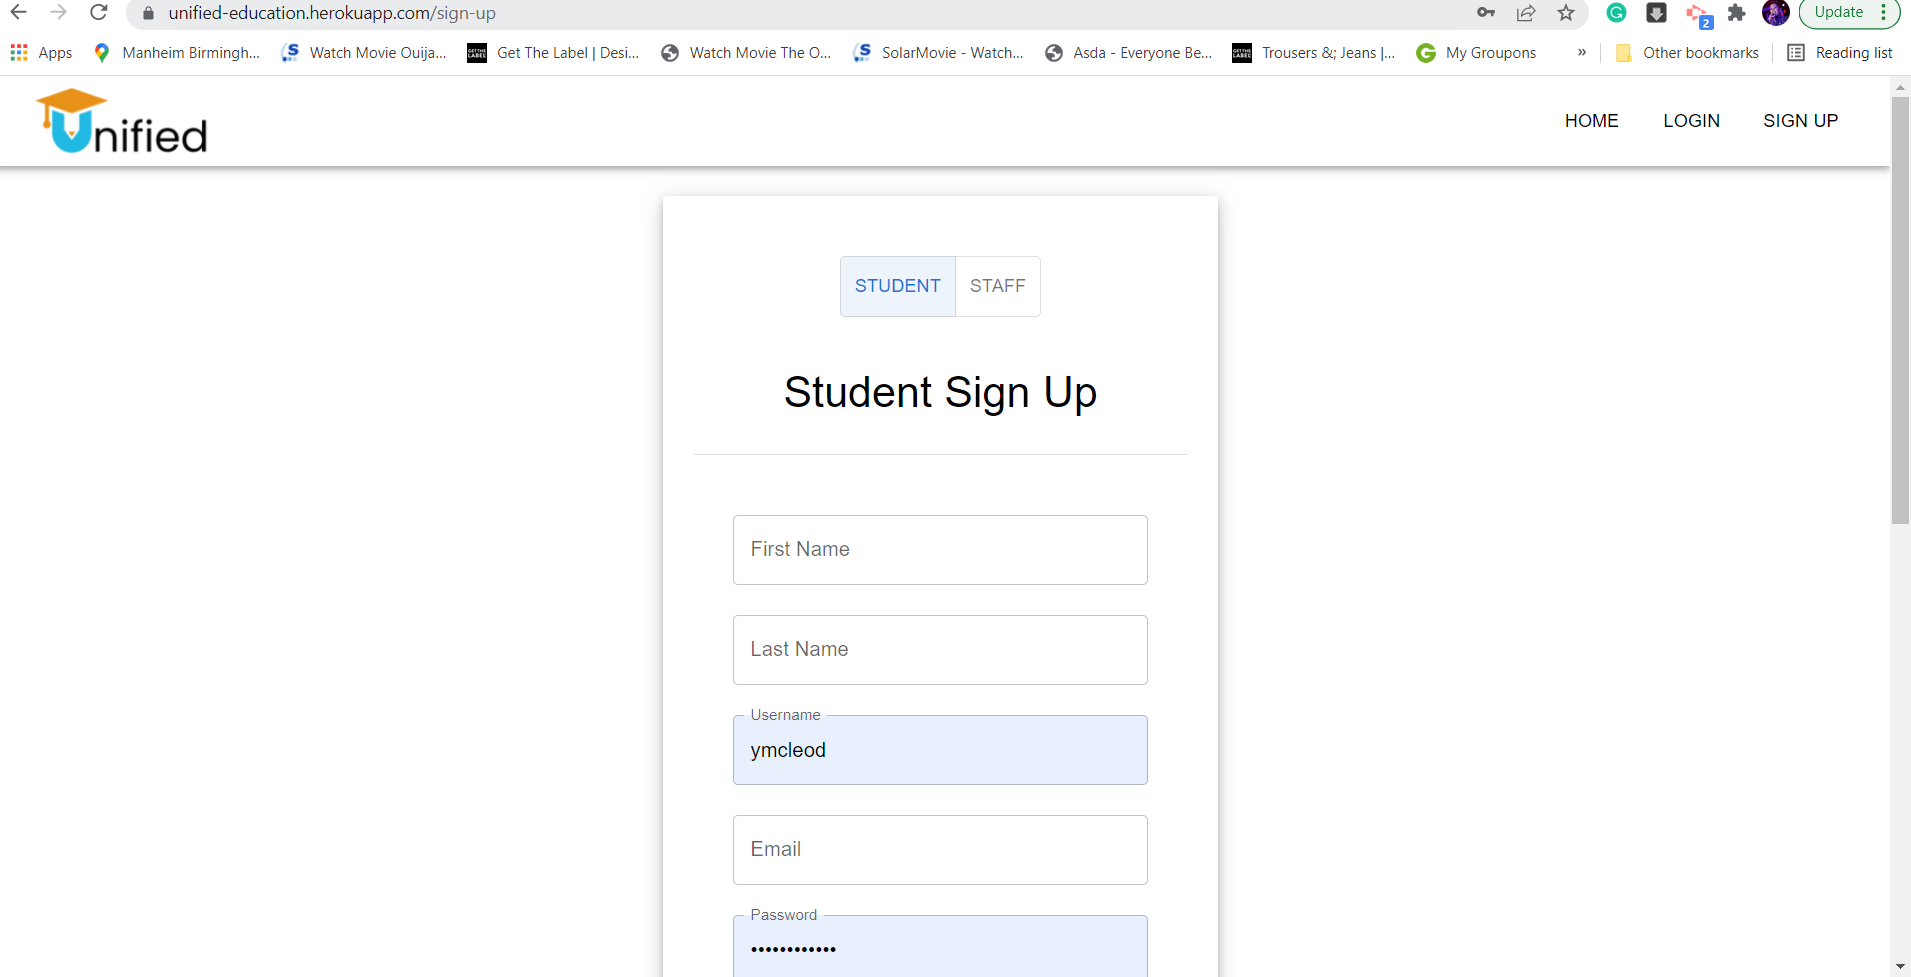 unified-education.herokuapp.com/sign-up
Update
Apps Manheim Birmingh... Watch Movie Ouija... Get The Label | Desi... Watch Movie The O... SolarMovie - Watch... Asda - Everyone Be... Trousers &; Jeans |... My Groupons » Other bookmarks Reading list
2
Unified
HOME LOGIN SIGN UP
STUDENT STAFF
Student Sign Up
First Name
Last Name
Username
ymcleod
Email
Password
••••••••••••